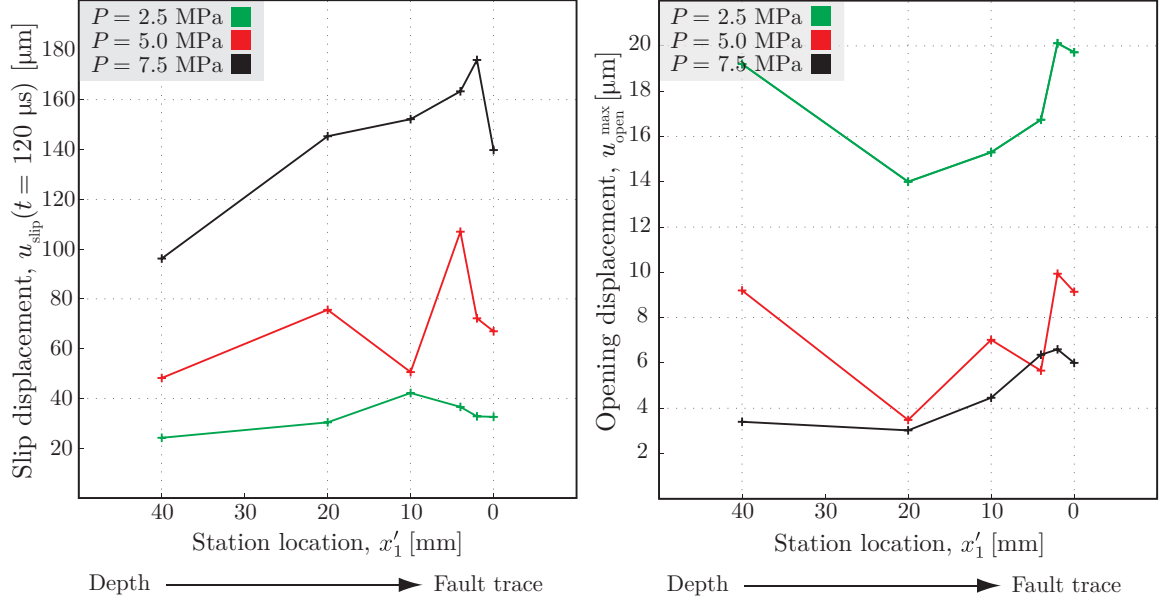 P = 2.5 MPa
P = 5.0 MPa
P = 7.5 MPa
Slip displacement, u_slip(t = 120 µs) [µm]
180
160
140
120
100
80
60
40
20
40 30 20 10 0
Station location, x′₁ [mm]
Depth Fault trace
P = 2.5 MPa
P = 5.0 MPa
P = 7.5 MPa
Opening displacement, u_open^max [µm]
20
18
16
14
12
10
8
6
4
2
40 30 20 10 0
Station location, x′₁ [mm]
Depth Fault trace